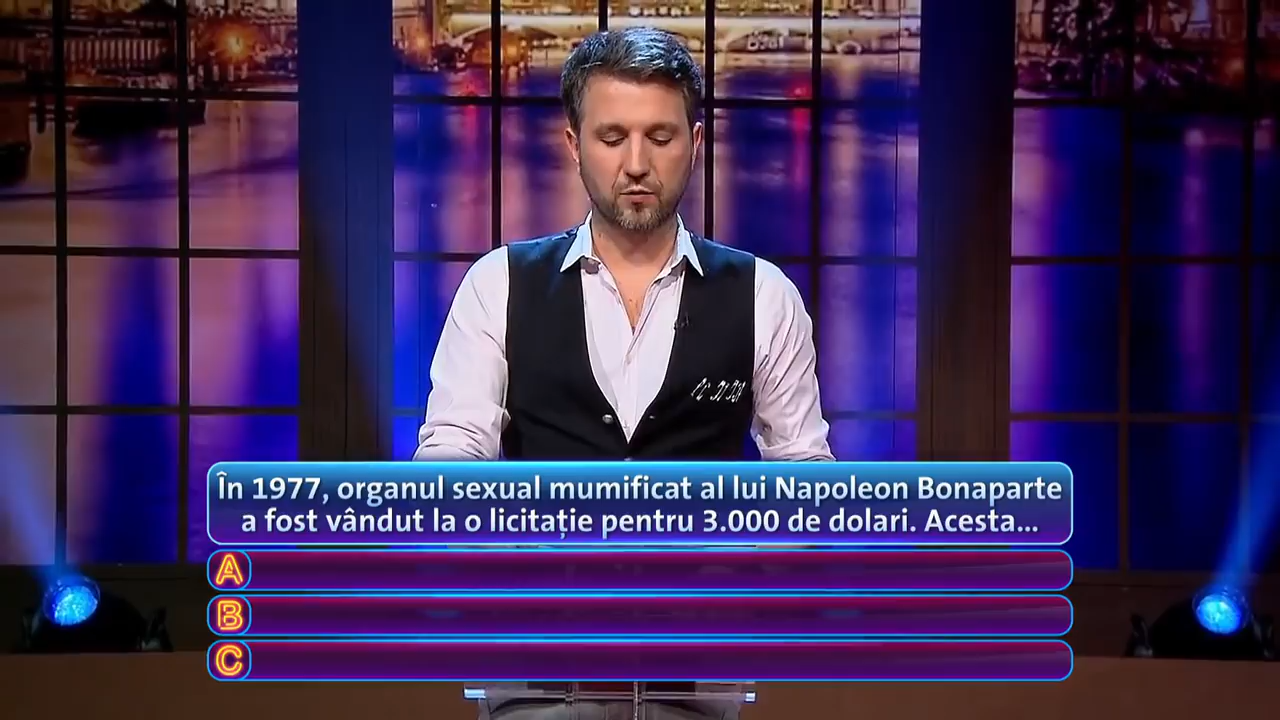 În 1977, organul sexual mumificat al lui Napoleon Bonaparte
a fost vândut la o licitație pentru 3.000 de dolari. Acesta...
A
B
C